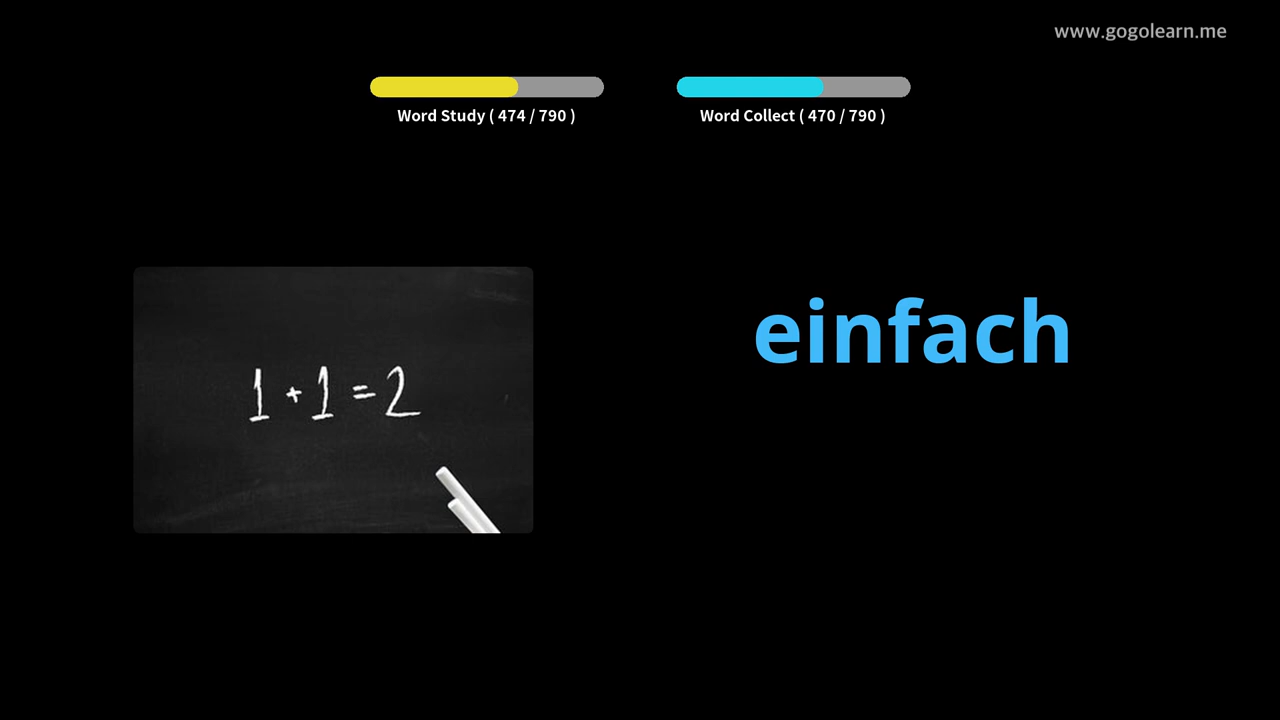 www.gogolearn.me
Word Study ( 474 / 790 )
Word Collect ( 470 / 790 )
einfach
1 + 1 = 2